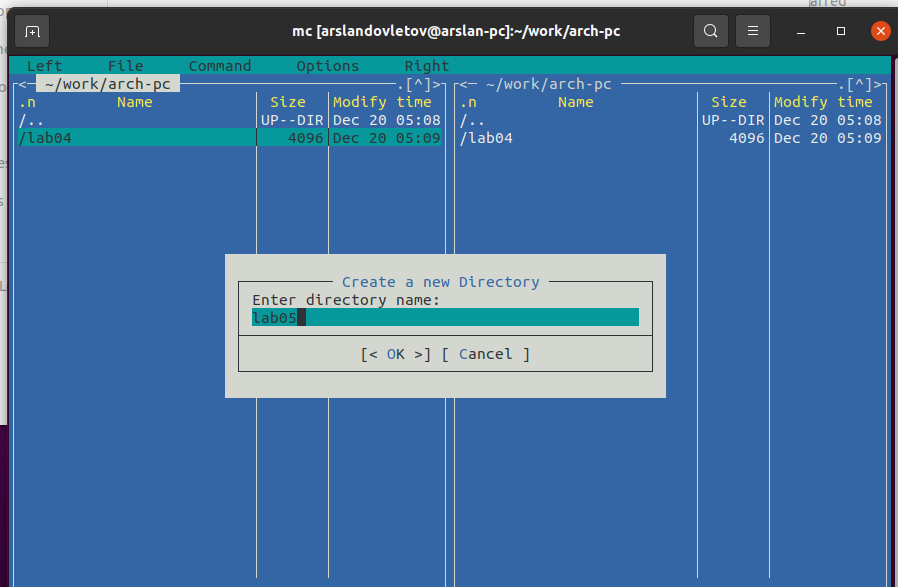 mc [arslandovletov@arslan-pc]:~/work/arch-pc
Left File Command Options Right
<─ ~/work/arch-pc ─.[^]> <─ ~/work/arch-pc ─.[^]>
.n Name Size Modify time .n Name Size Modify time
/.. UP--DIR Dec 20 05:08 /.. UP--DIR Dec 20 05:08
/lab04 4096 Dec 20 05:09 /lab04 4096 Dec 20 05:09
Create a new Directory
Enter directory name:
lab05
[< OK >] [ Cancel ]